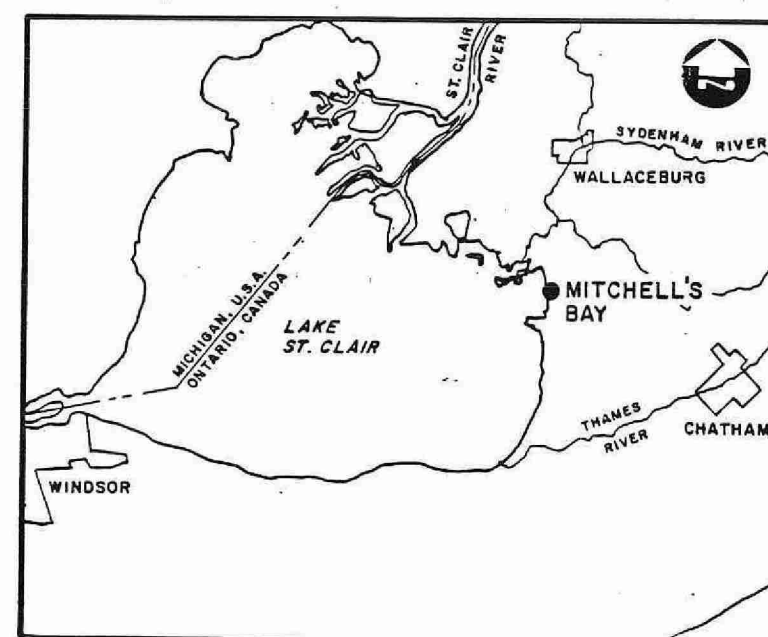 ST. CLAIR
RIVER
N
SYDENHAM RIVER
WALLACEBURG
MITCHELL'S
BAY
MICHIGAN, U.S.A.
ONTARIO, CANADA
LAKE
ST. CLAIR
THAMES
RIVER
CHATHAM
WINDSOR